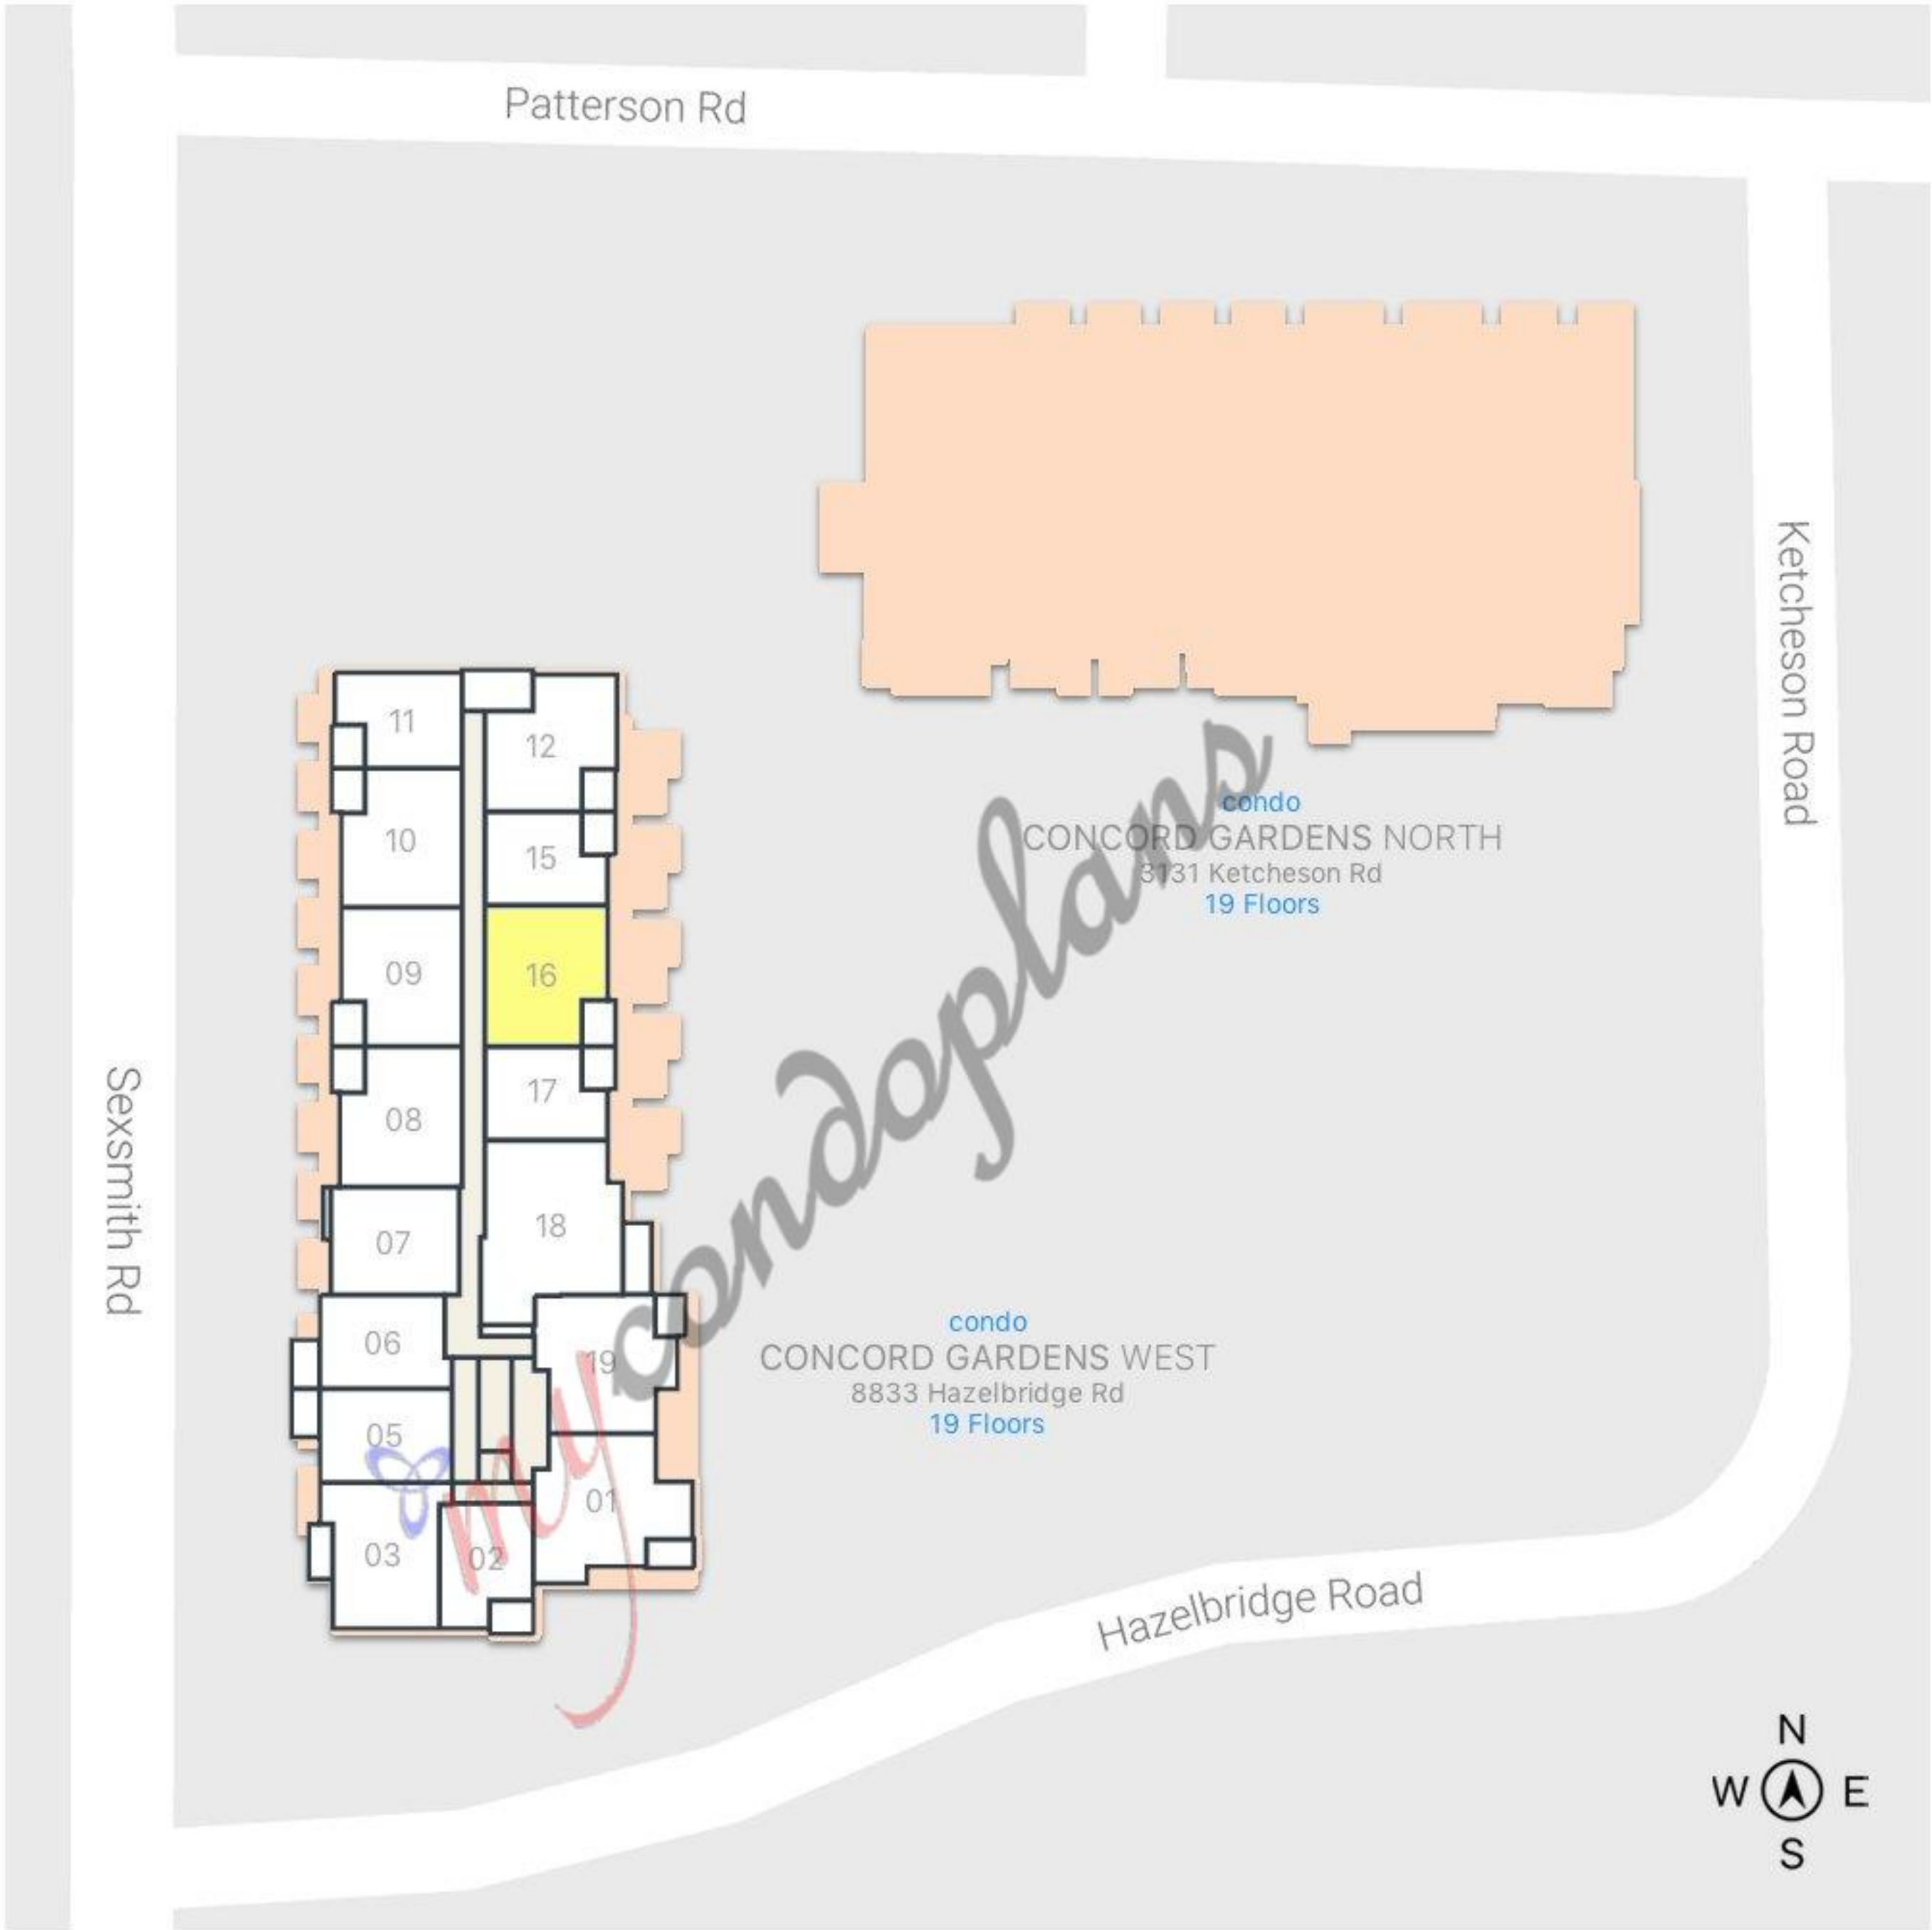 Patterson Rd
Ketcheson Road
11
12
10
15
09
16
17
08
18
07
condo
CONCORD GARDENS NORTH
3131 Ketcheson Rd
19 Floors
Sexsmith Rd
06
19
05
01
03
02
condo
CONCORD GARDENS WEST
8833 Hazelbridge Rd
19 Floors
mycondoplans
Hazelbridge Road
N
W E
S